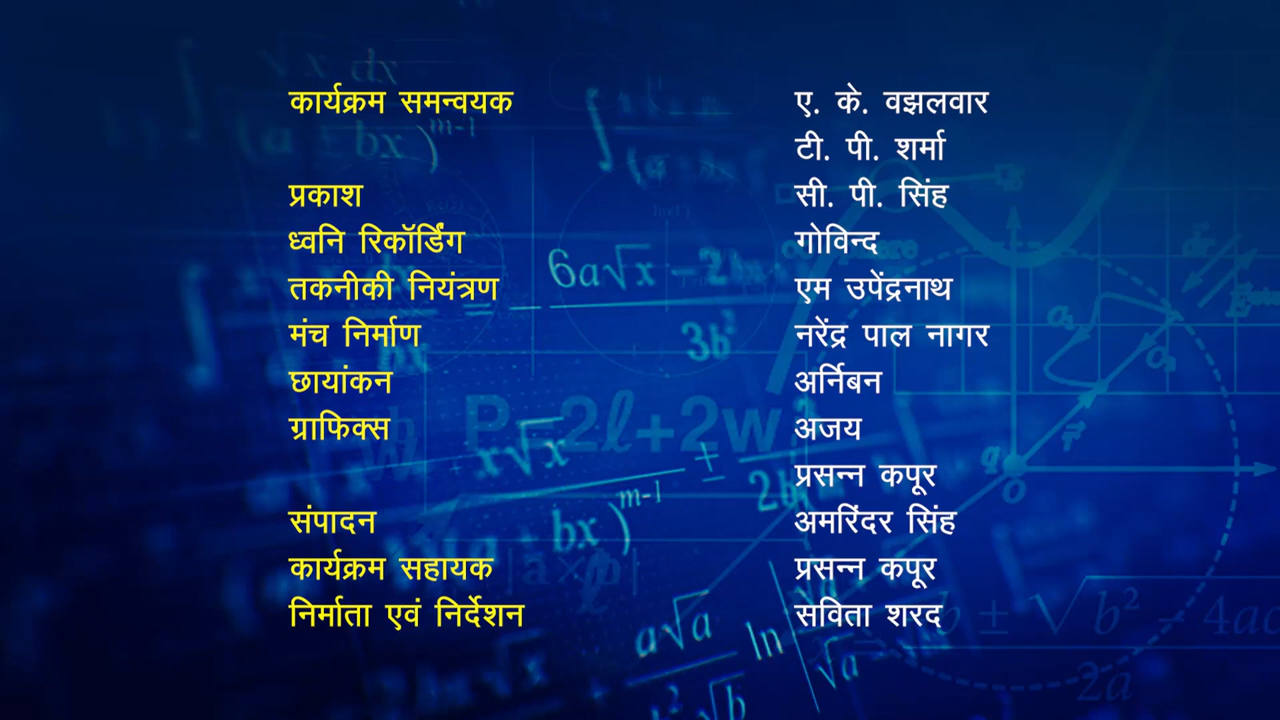 कार्यक्रम समन्वयक ए. के. वझलवार
टी. पी. शर्मा
प्रकाश सी. पी. सिंह
ध्वनि रिकॉर्डिंग गोविन्द
तकनीकी नियंत्रण एम उपेंद्रनाथ
मंच निर्माण नरेंद्र पाल नागर
छायांकन अर्निबन
ग्राफिक्स अजय
प्रसन्न कपूर
संपादन अमरिंदर सिंह
कार्यक्रम सहायक प्रसन्न कपूर
निर्माता एवं निर्देशन सविता शरद